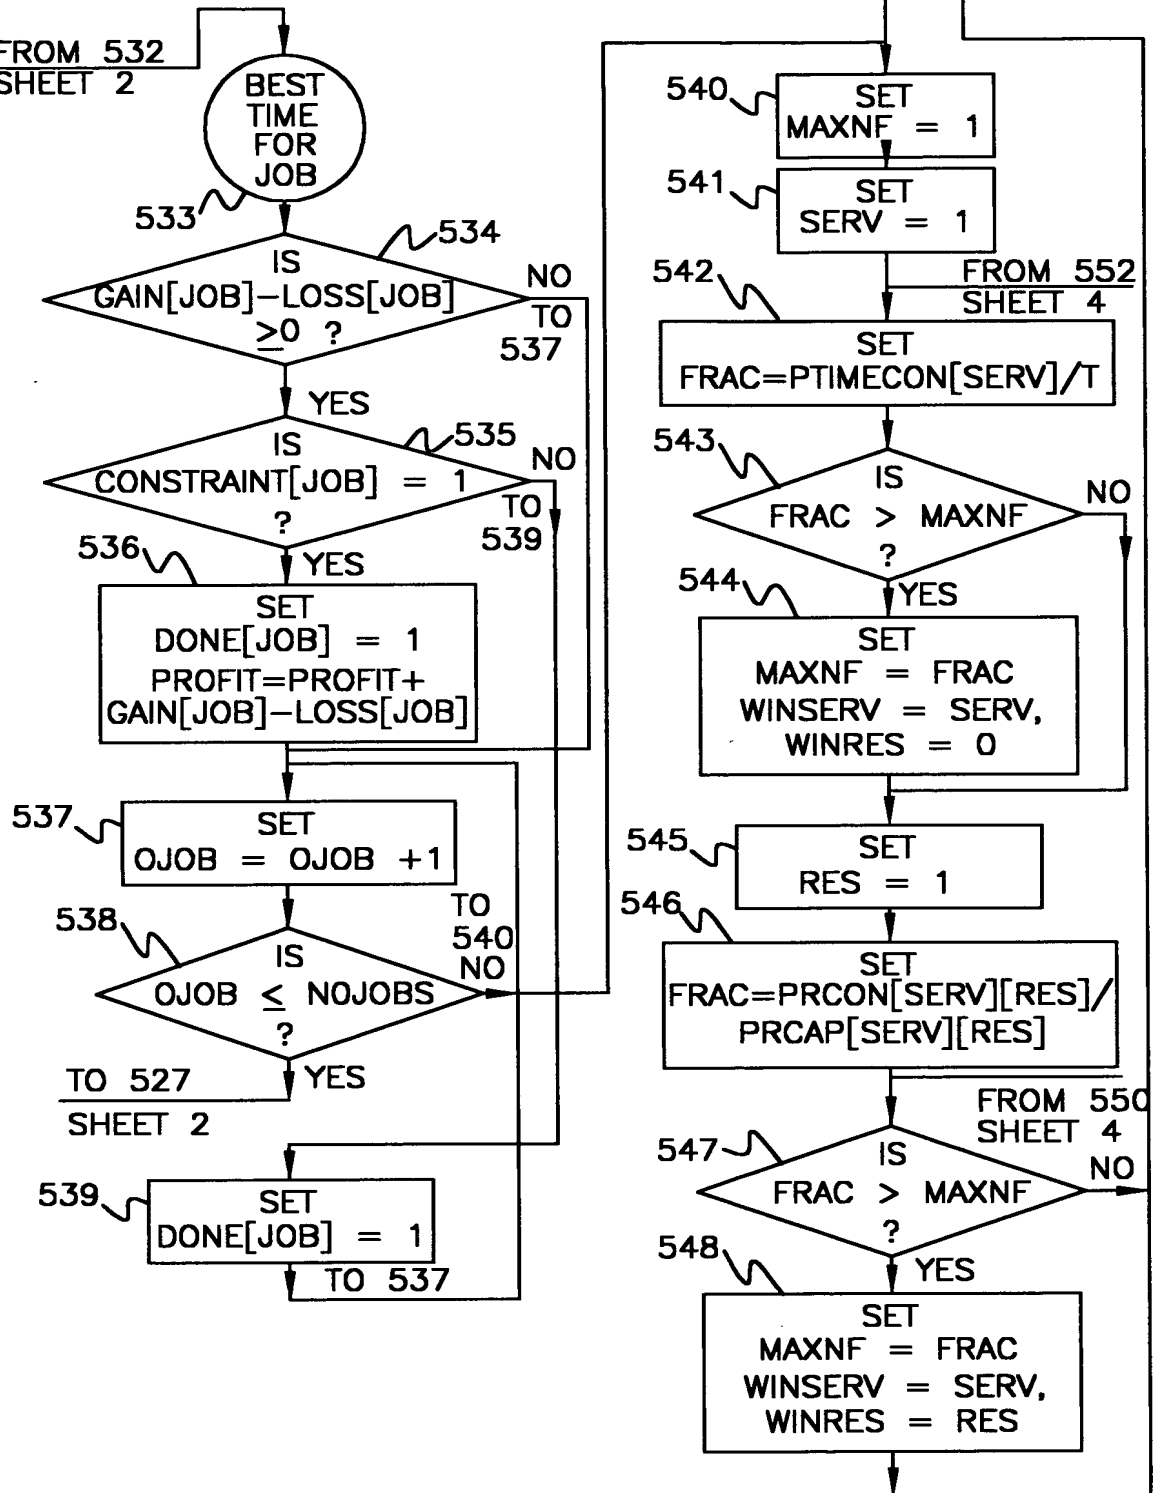 FROM 532
SHEET 2
BEST
TIME
FOR
JOB
533
534
IS
GAIN[JOB]-LOSS[JOB]
≥0 ?
NO
TO
537
YES
535
IS
CONSTRAINT[JOB] = 1
?
NO
TO
539
YES
536
SET
DONE[JOB] = 1
PROFIT=PROFIT+
GAIN[JOB]-LOSS[JOB]
537
SET
OJOB = OJOB +1
538
IS
OJOB ≤ NOJOBS
?
TO
540
NO
YES
TO 527
SHEET 2
539
SET
DONE[JOB] = 1
TO 537
540
SET
MAXNF = 1
541
SET
SERV = 1
FROM 552
SHEET 4
542
SET
FRAC=PTIMECON[SERV]/T
543
IS
FRAC > MAXNF
?
NO
YES
544
SET
MAXNF = FRAC
WINSERV = SERV,
WINRES = 0
545
SET
RES = 1
546
SET
FRAC=PRCON[SERV][RES]/
PRCAP[SERV][RES]
FROM 550
SHEET 4
547
IS
FRAC > MAXNF
?
NO
YES
548
SET
MAXNF = FRAC
WINSERV = SERV,
WINRES = RES